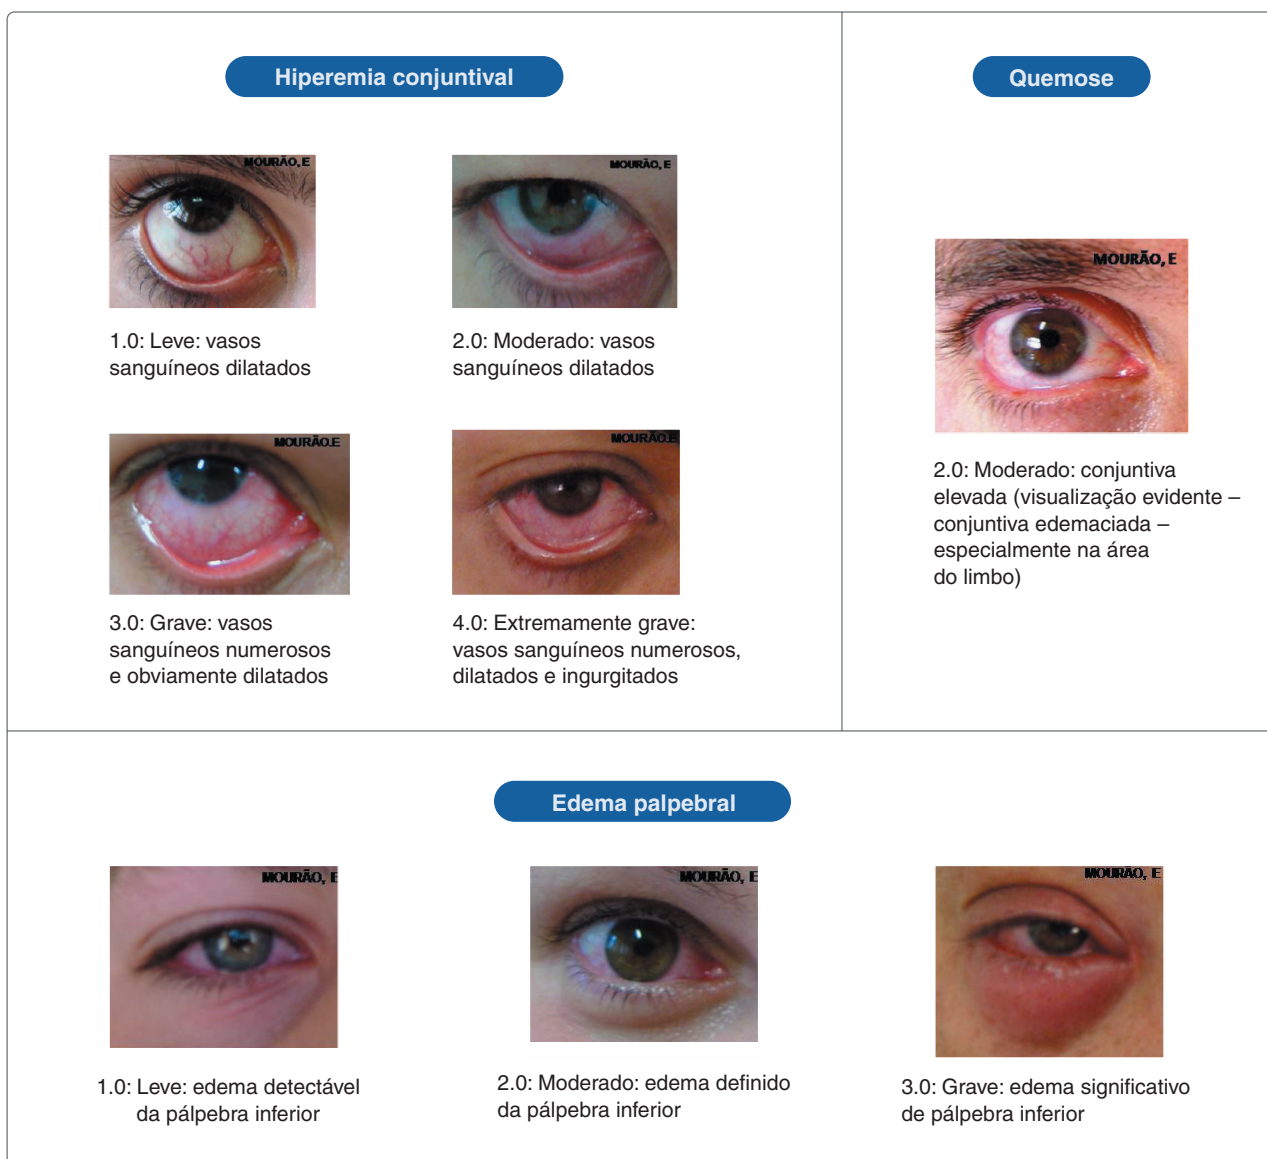 Hiperemia conjuntival
MOURÃO, E
MOURÃO, E
1.0: Leve: vasos
sanguíneos dilatados
2.0: Moderado: vasos
sanguíneos dilatados
MOURÃO.E
MOURÃO.E
3.0: Grave: vasos
sanguíneos numerosos
e obviamente dilatados
4.0: Extremamente grave:
vasos sanguíneos numerosos,
dilatados e ingurgitados
Quemose
MOURÃO, E
2.0: Moderado: conjuntiva
elevada (visualização evidente –
conjuntiva edemaciada –
especialmente na área
do limbo)
Edema palpebral
MOURÃO, E
MOURÃO, E
MOURÃO, E
1.0: Leve: edema detectável
da pálpebra inferior
2.0: Moderado: edema definido
da pálpebra inferior
3.0: Grave: edema significativo
de pálpebra inferior